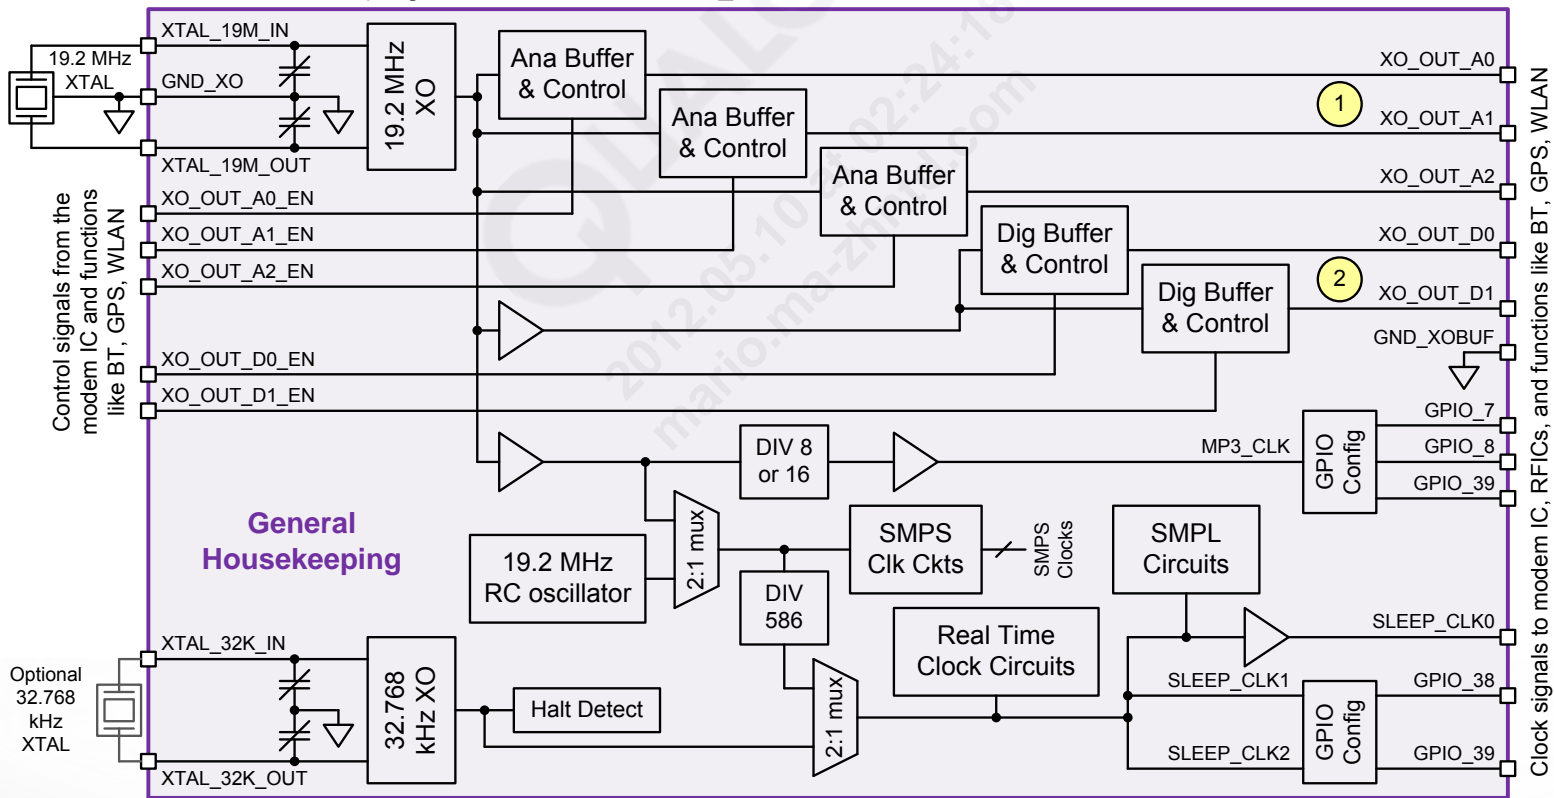 XTAL_19M_IN
19.2 MHz
XTAL
GND_XO
XTAL_19M_OUT
19.2 MHz
XO
Ana Buffer
& Control
XO_OUT_A0
Ana Buffer
& Control
1
XO_OUT_A1
Ana Buffer
& Control
XO_OUT_A2
Control signals from the
modem IC and functions
like BT, GPS, WLAN
XO_OUT_A0_EN
XO_OUT_A1_EN
XO_OUT_A2_EN
Dig Buffer
& Control
XO_OUT_D0
Dig Buffer
& Control
2
XO_OUT_D1
GND_XOBUF
XO_OUT_D0_EN
XO_OUT_D1_EN
DIV 8
or 16
MP3_CLK
GPIO
Config
GPIO_7
GPIO_8
GPIO_39
General
Housekeeping
19.2 MHz
RC oscillator
2:1 mux
SMPS
Clk Ckts
SMPS
Clocks
SMPL
Circuits
DIV
586
Real Time
Clock Circuits
SLEEP_CLK0
XTAL_32K_IN
Optional
32.768
kHz
XTAL
XTAL_32K_OUT
32.768
kHz XO
Halt Detect
2:1 mux
SLEEP_CLK1
SLEEP_CLK2
GPIO
Config
GPIO_38
GPIO_39
Clock signals to modem IC, RFICs, and functions like BT, GPS, WLAN